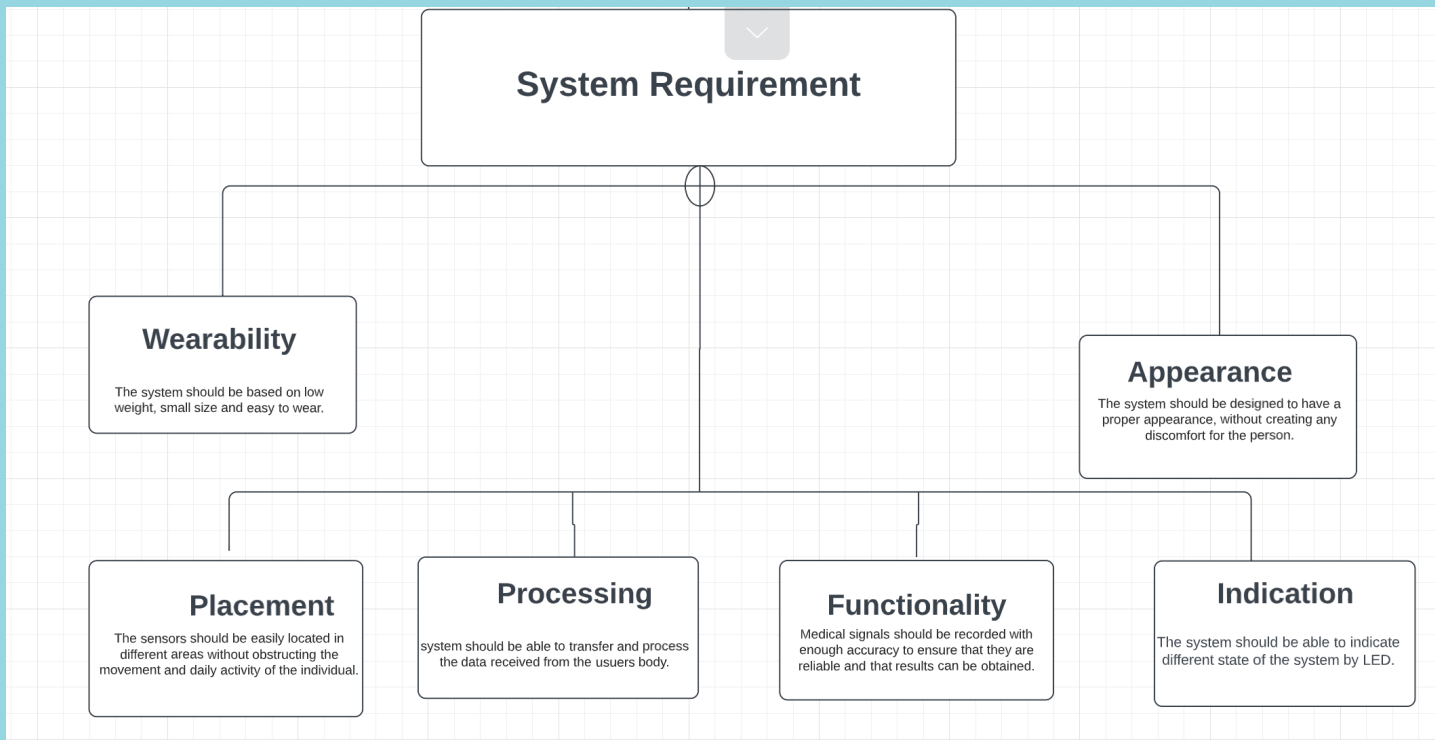 System Requirement
Wearability
The system should be based on low
weight, small size and easy to wear.
Appearance
The system should be designed to have a
proper appearance, without creating any
discomfort for the person.
Placement
The sensors should be easily located in
different areas without obstructing the
movement and daily activity of the individual.
Processing
system should be able to transfer and process
the data received from the usuers body.
Functionality
Medical signals should be recorded with
enough accuracy to ensure that they are
reliable and that results can be obtained.
Indication
The system should be able to indicate
different state of the system by LED.